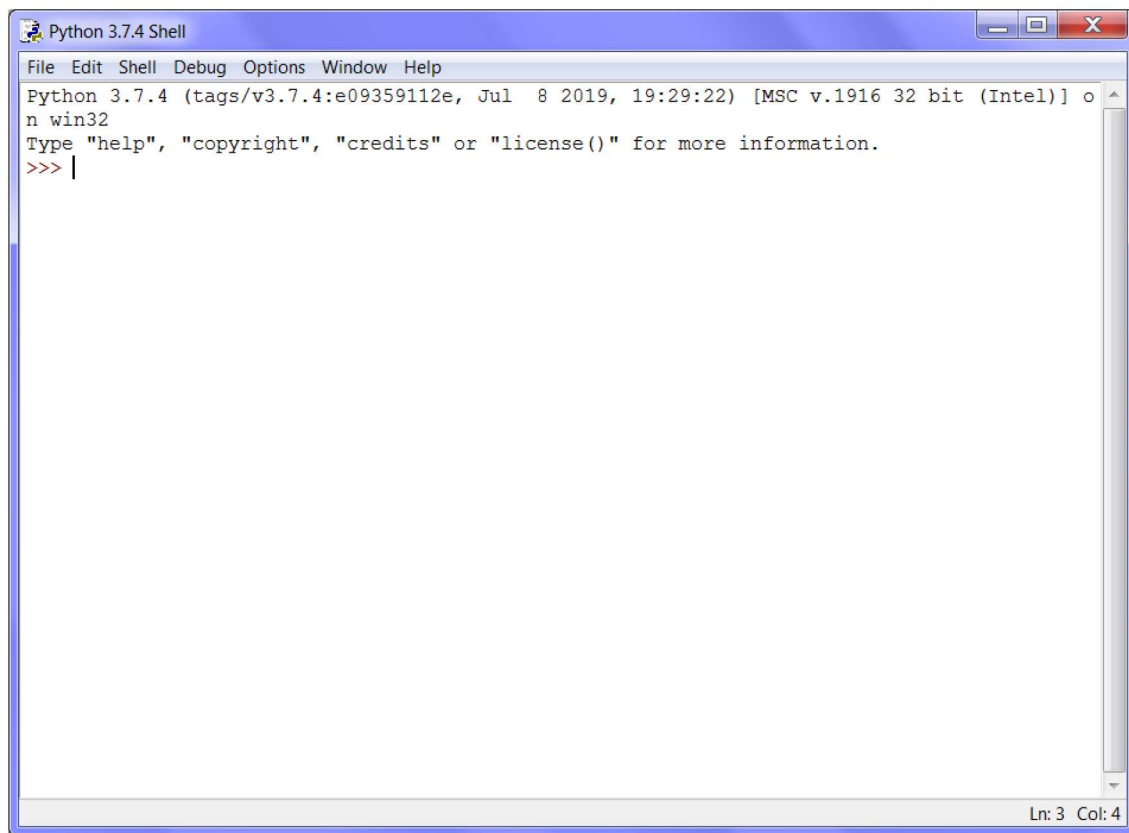 Python 3.7.4 Shell
File Edit Shell Debug Options Window Help
Python 3.7.4 (tags/v3.7.4:e09359112e, Jul  8 2019, 19:29:22) [MSC v.1916 32 bit (Intel)] o
n win32
Type "help", "copyright", "credits" or "license()" for more information.
>>>
Ln: 3 Col: 4